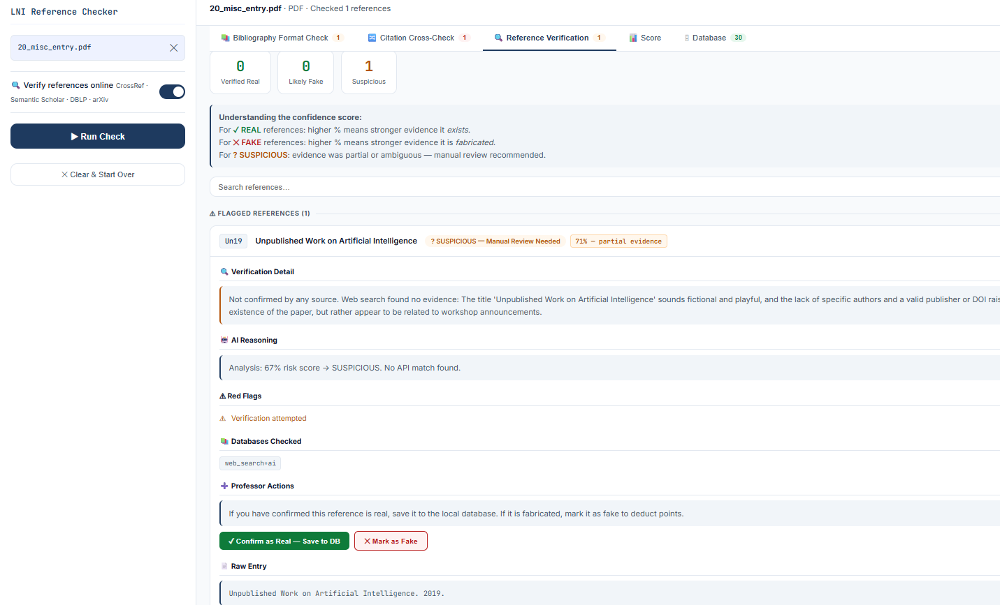 LNI Reference Checker
20_misc_entry.pdf
Verify references online CrossRef ·
Semantic Scholar · DBLP · arXiv
▶ Run Check
✕ Clear & Start Over
20_misc_entry.pdf · PDF · Checked 1 references
Bibliography Format Check 1
Citation Cross-Check 1
Reference Verification 1
Score
Database 30
0
Verified Real
0
Likely Fake
1
Suspicious
Understanding the confidence score:
For ✓ REAL references: higher % means stronger evidence it exists.
For ✕ FAKE references: higher % means stronger evidence it is fabricated.
For ? SUSPICIOUS: evidence was partial or ambiguous — manual review recommended.
Search references...
⚠ FLAGGED REFERENCES (1)
Un19 Unpublished Work on Artificial Intelligence ? SUSPICIOUS — Manual Review Needed 71% — partial evidence
Verification Detail
Not confirmed by any source. Web search found no evidence: The title 'Unpublished Work on Artificial Intelligence' sounds fictional and playful, and the lack of specific authors and a valid publisher or DOI rais
existence of the paper, but rather appear to be related to workshop announcements.
AI Reasoning
Analysis: 67% risk score → SUSPICIOUS. No API match found.
⚠ Red Flags
⚠ Verification attempted
Databases Checked
web_search+ai
Professor Actions
If you have confirmed this reference is real, save it to the local database. If it is fabricated, mark it as fake to deduct points.
✓ Confirm as Real — Save to DB
✕ Mark as Fake
Raw Entry
Unpublished Work on Artificial Intelligence. 2019.